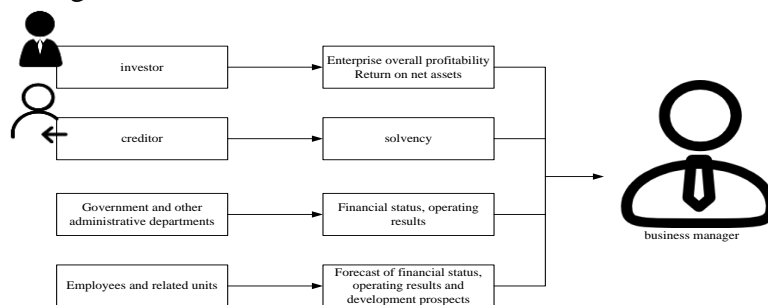 investor
Enterprise overall profitability
Return on net assets
creditor
solvency
Government and other
administrative departments
Financial status, operating
results
business manager
Employees and related units
Forecast of financial status,
operating results and
development prospects